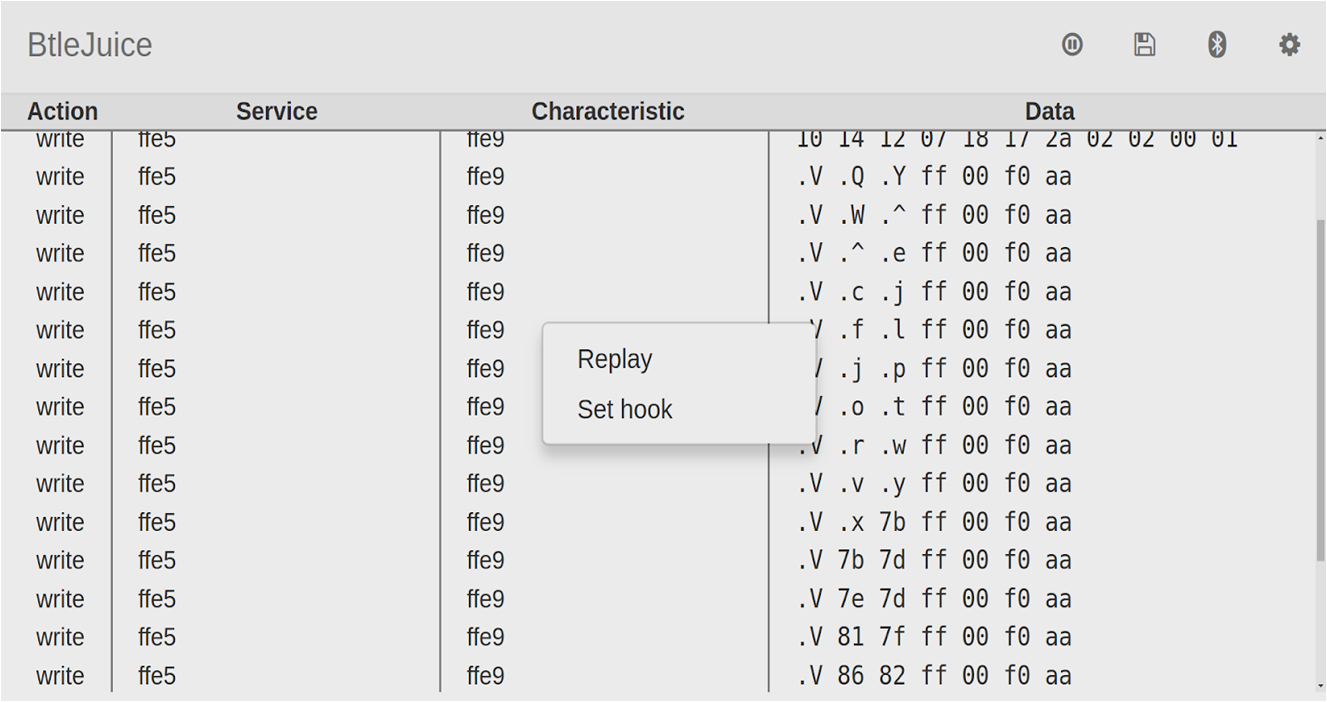 BtleJuice
Action Service Characteristic Data
write ffe5 ffe9 10 14 12 07 18 17 2a 02 02 00 01
write ffe5 ffe9 .V .Q .Y ff 00 f0 aa
write ffe5 ffe9 .V .W .^ ff 00 f0 aa
write ffe5 ffe9 .V .^ .e ff 00 f0 aa
write ffe5 ffe9 .V .c .j ff 00 f0 aa
write ffe5 ffe9 V .f .l ff 00 f0 aa
Replay
write ffe5 ffe9 V .j .p ff 00 f0 aa
write ffe5 ffe9 V .o .t ff 00 f0 aa
Set hook
write ffe5 ffe9 .V .r .w ff 00 f0 aa
write ffe5 ffe9 .V .v .y ff 00 f0 aa
write ffe5 ffe9 .V .x 7b ff 00 f0 aa
write ffe5 ffe9 .V 7b 7d ff 00 f0 aa
write ffe5 ffe9 .V 7e 7d ff 00 f0 aa
write ffe5 ffe9 .V 81 7f ff 00 f0 aa
write ffe5 ffe9 .V 86 82 ff 00 f0 aa